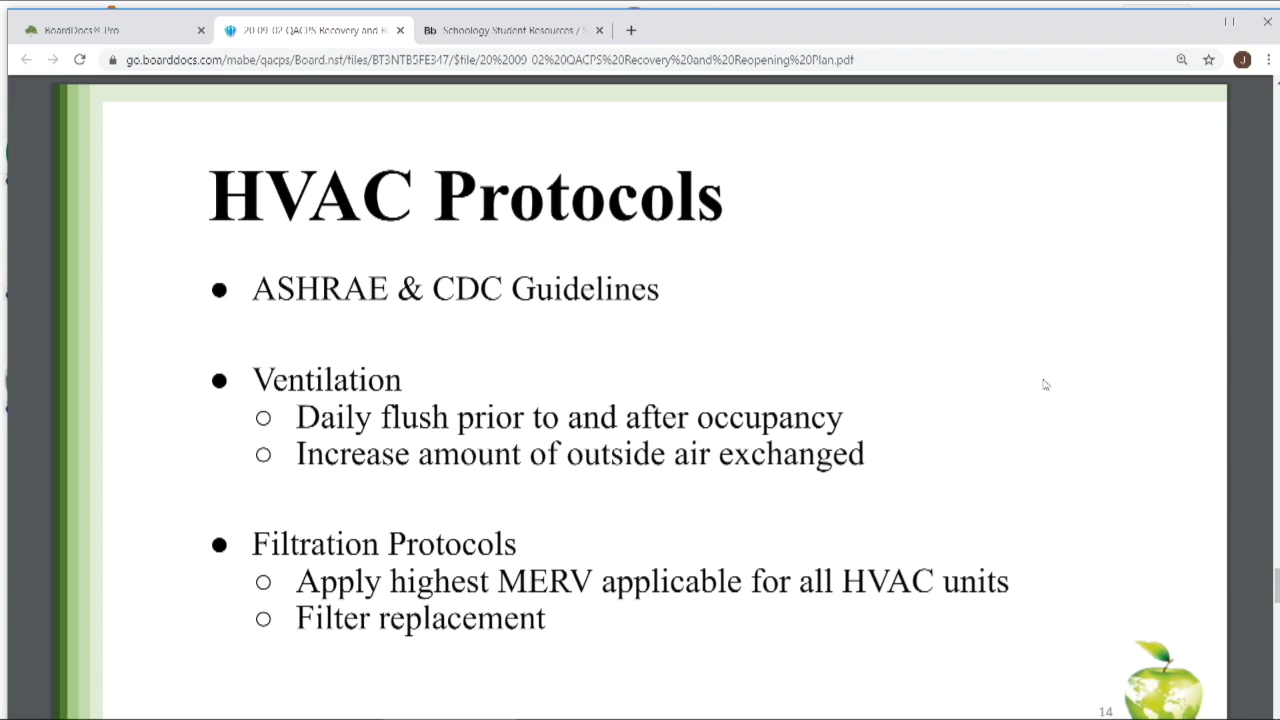 BoardDocs® Pro
20-09-02 QACPS Recovery and R
Bb Schoology Student Resources / S
go.boarddocs.com/mabe/qacps/Board.nsf/files/BT3NTB5FE347/$file/20%2009-02%20QACPS%20Recovery%20and%20Reopening%20Plan.pdf
J
HVAC Protocols
● ASHRAE & CDC Guidelines
● Ventilation
○ Daily flush prior to and after occupancy
○ Increase amount of outside air exchanged
● Filtration Protocols
○ Apply highest MERV applicable for all HVAC units
○ Filter replacement
14